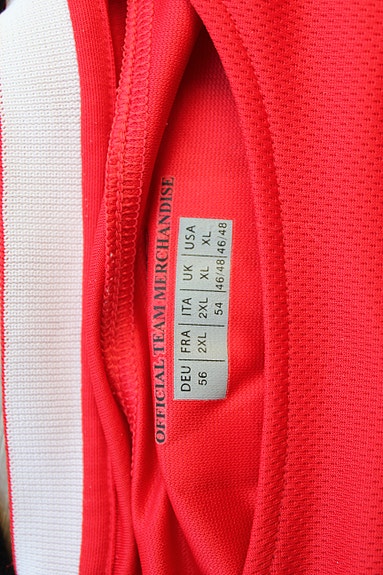 OFFICIAL TEAM MERCHANDISE
DEU FRA ITA UK USA
56 2XL 2XL XL XL
54 46/48 46/48